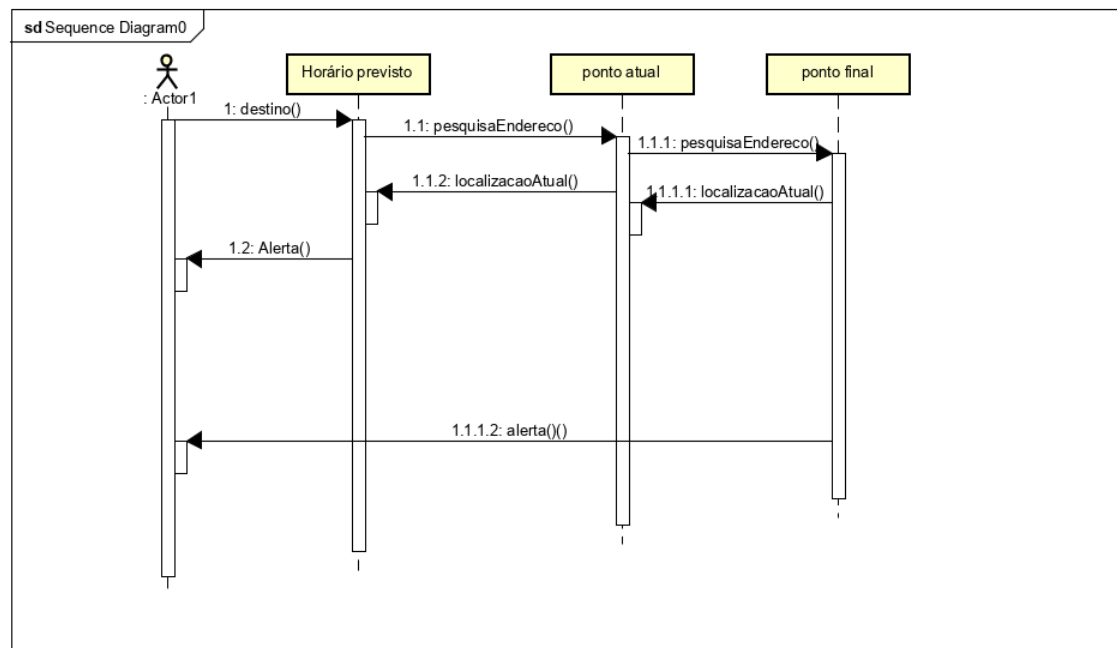 sd Sequence Diagram0
Horário previsto
ponto atual
ponto final
: Actor1
1: destino()
1.1: pesquisaEndereco()
1.1.1: pesquisaEndereco()
1.1.2: localizacaoAtual()
1.1.1.1: localizaçaoAtual()
1.2: Alerta()
1.1.1.2: alerta()()